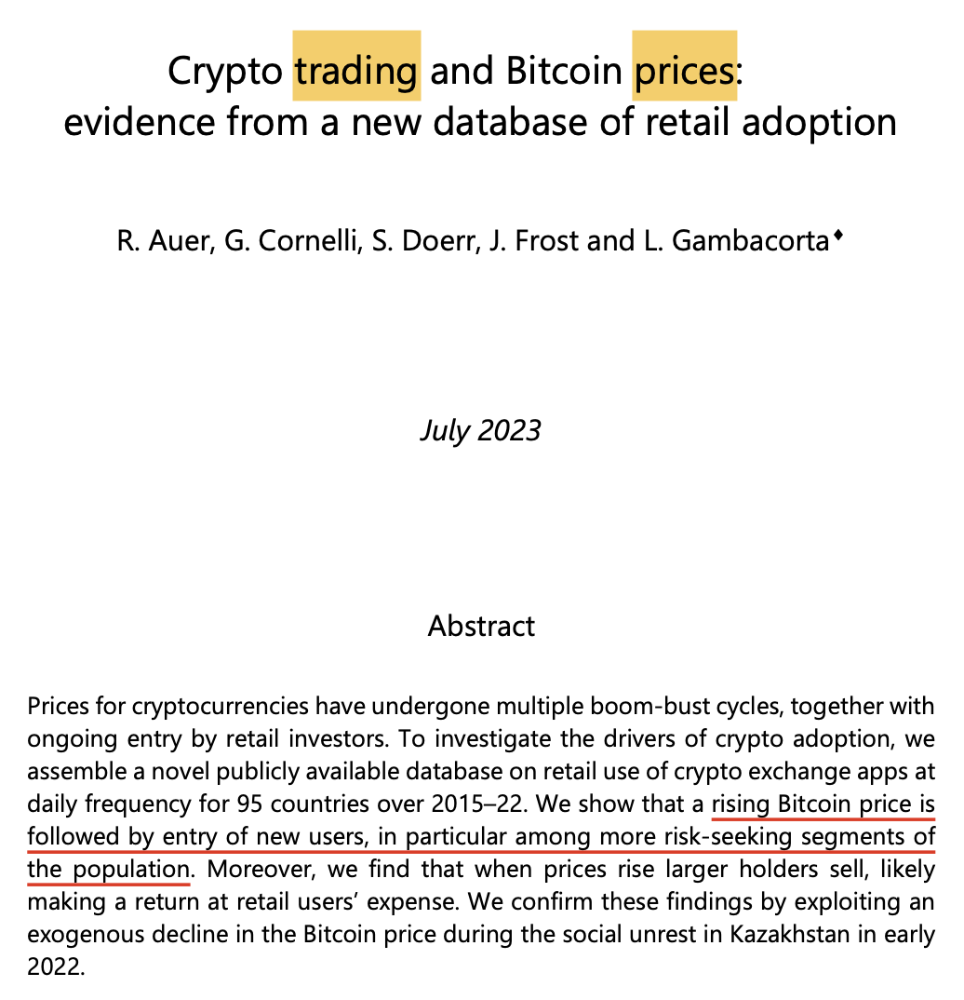 Crypto trading and Bitcoin prices:
evidence from a new database of retail adoption
R. Auer, G. Cornelli, S. Doerr, J. Frost and L. Gambacorta♦
July 2023
Abstract
Prices for cryptocurrencies have undergone multiple boom-bust cycles, together with
ongoing entry by retail investors. To investigate the drivers of crypto adoption, we
assemble a novel publicly available database on retail use of crypto exchange apps at
daily frequency for 95 countries over 2015–22. We show that a rising Bitcoin price is
followed by entry of new users, in particular among more risk-seeking segments of
the population. Moreover, we find that when prices rise larger holders sell, likely
making a return at retail users’ expense. We confirm these findings by exploiting an
exogenous decline in the Bitcoin price during the social unrest in Kazakhstan in early
2022.